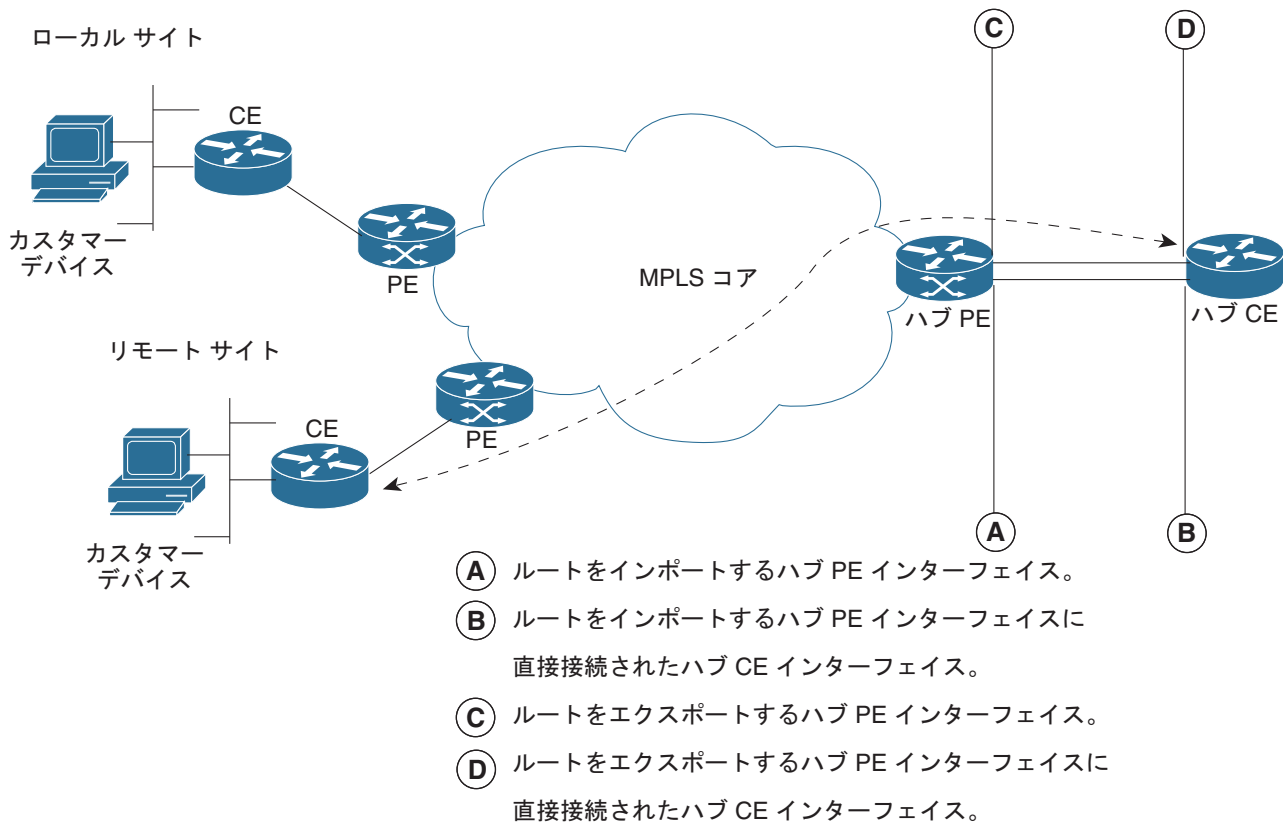 ローカル サイト
C
D
CE
カスタマー
デバイス
PE
MPLS コア
ハブ PE
ハブ CE
リモート サイト
CE
PE
カスタマー
デバイス
A
B
A ルートをインポートするハブ PE インターフェイス。
B ルートをインポートするハブ PE インターフェイスに
直接接続されたハブ CE インターフェイス。
C ルートをエクスポートするハブ PE インターフェイス。
D ルートをエクスポートするハブ PE インターフェイスに
直接接続されたハブ CE インターフェイス。